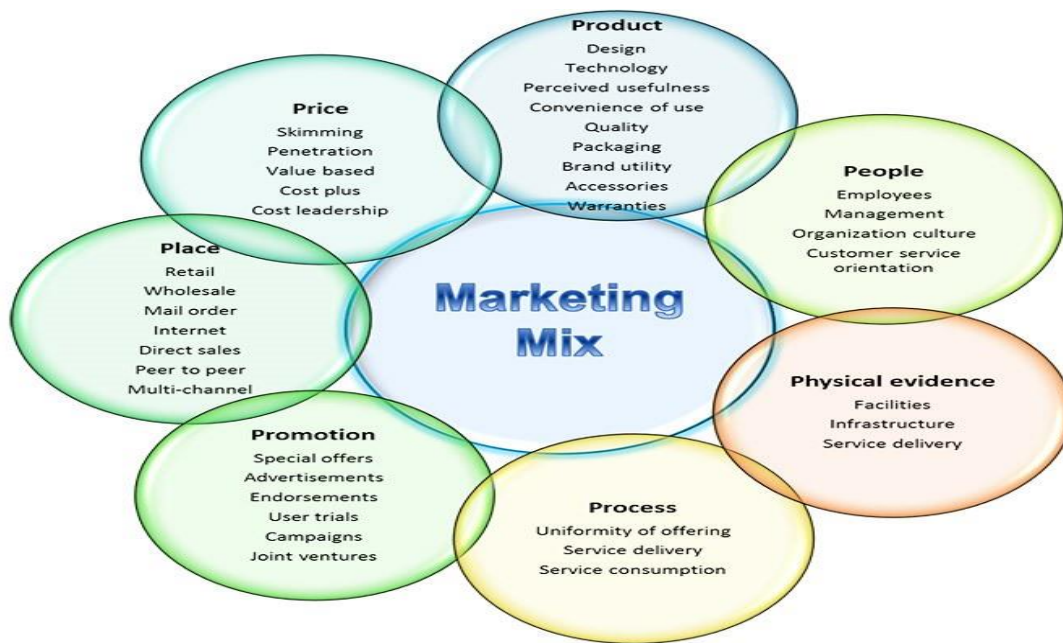 Product
Design
Technology
Perceived usefulness
Convenience of use
Quality
Packaging
Brand utility
Accessories
Warranties
Price
Skimming
Penetration
Value based
Cost plus
Cost leadership
People
Employees
Management
Organization culture
Customer service
orientation
Place
Retail
Wholesale
Mail order
Internet
Direct sales
Peer to peer
Multi-channel
Marketing
Mix
Physical evidence
Facilities
Infrastructure
Service delivery
Promotion
Special offers
Advertisements
Endorsements
User trials
Campaigns
Joint ventures
Process
Uniformity of offering
Service delivery
Service consumption